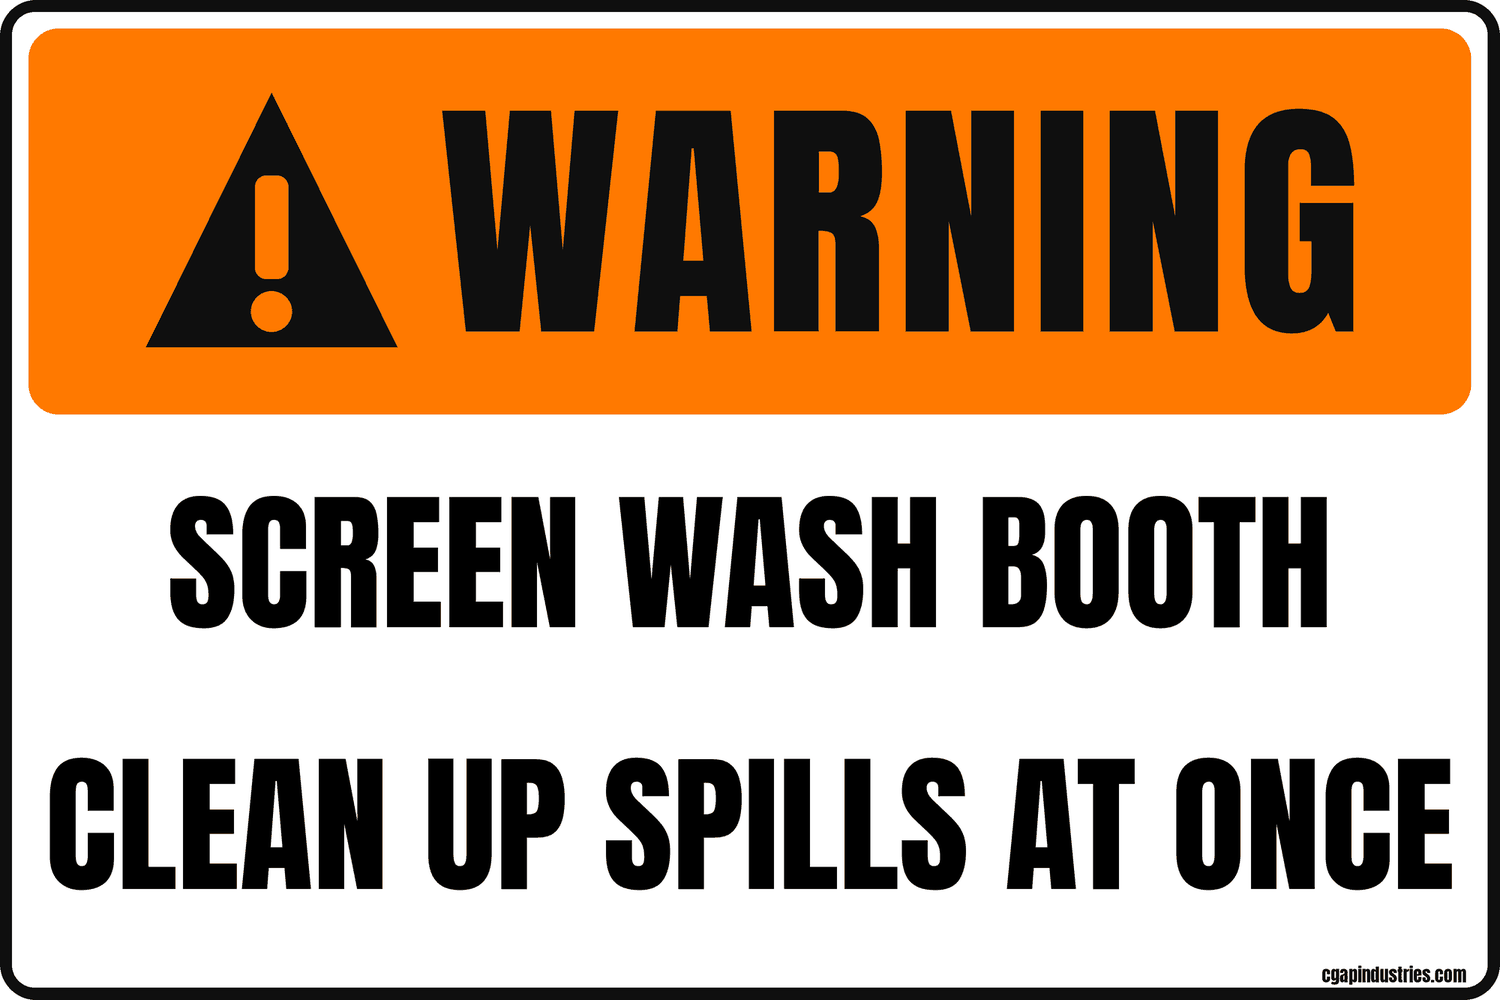 WARNING
SCREEN WASH BOOTH
CLEAN UP SPILLS AT ONCE
cgapindustries.com